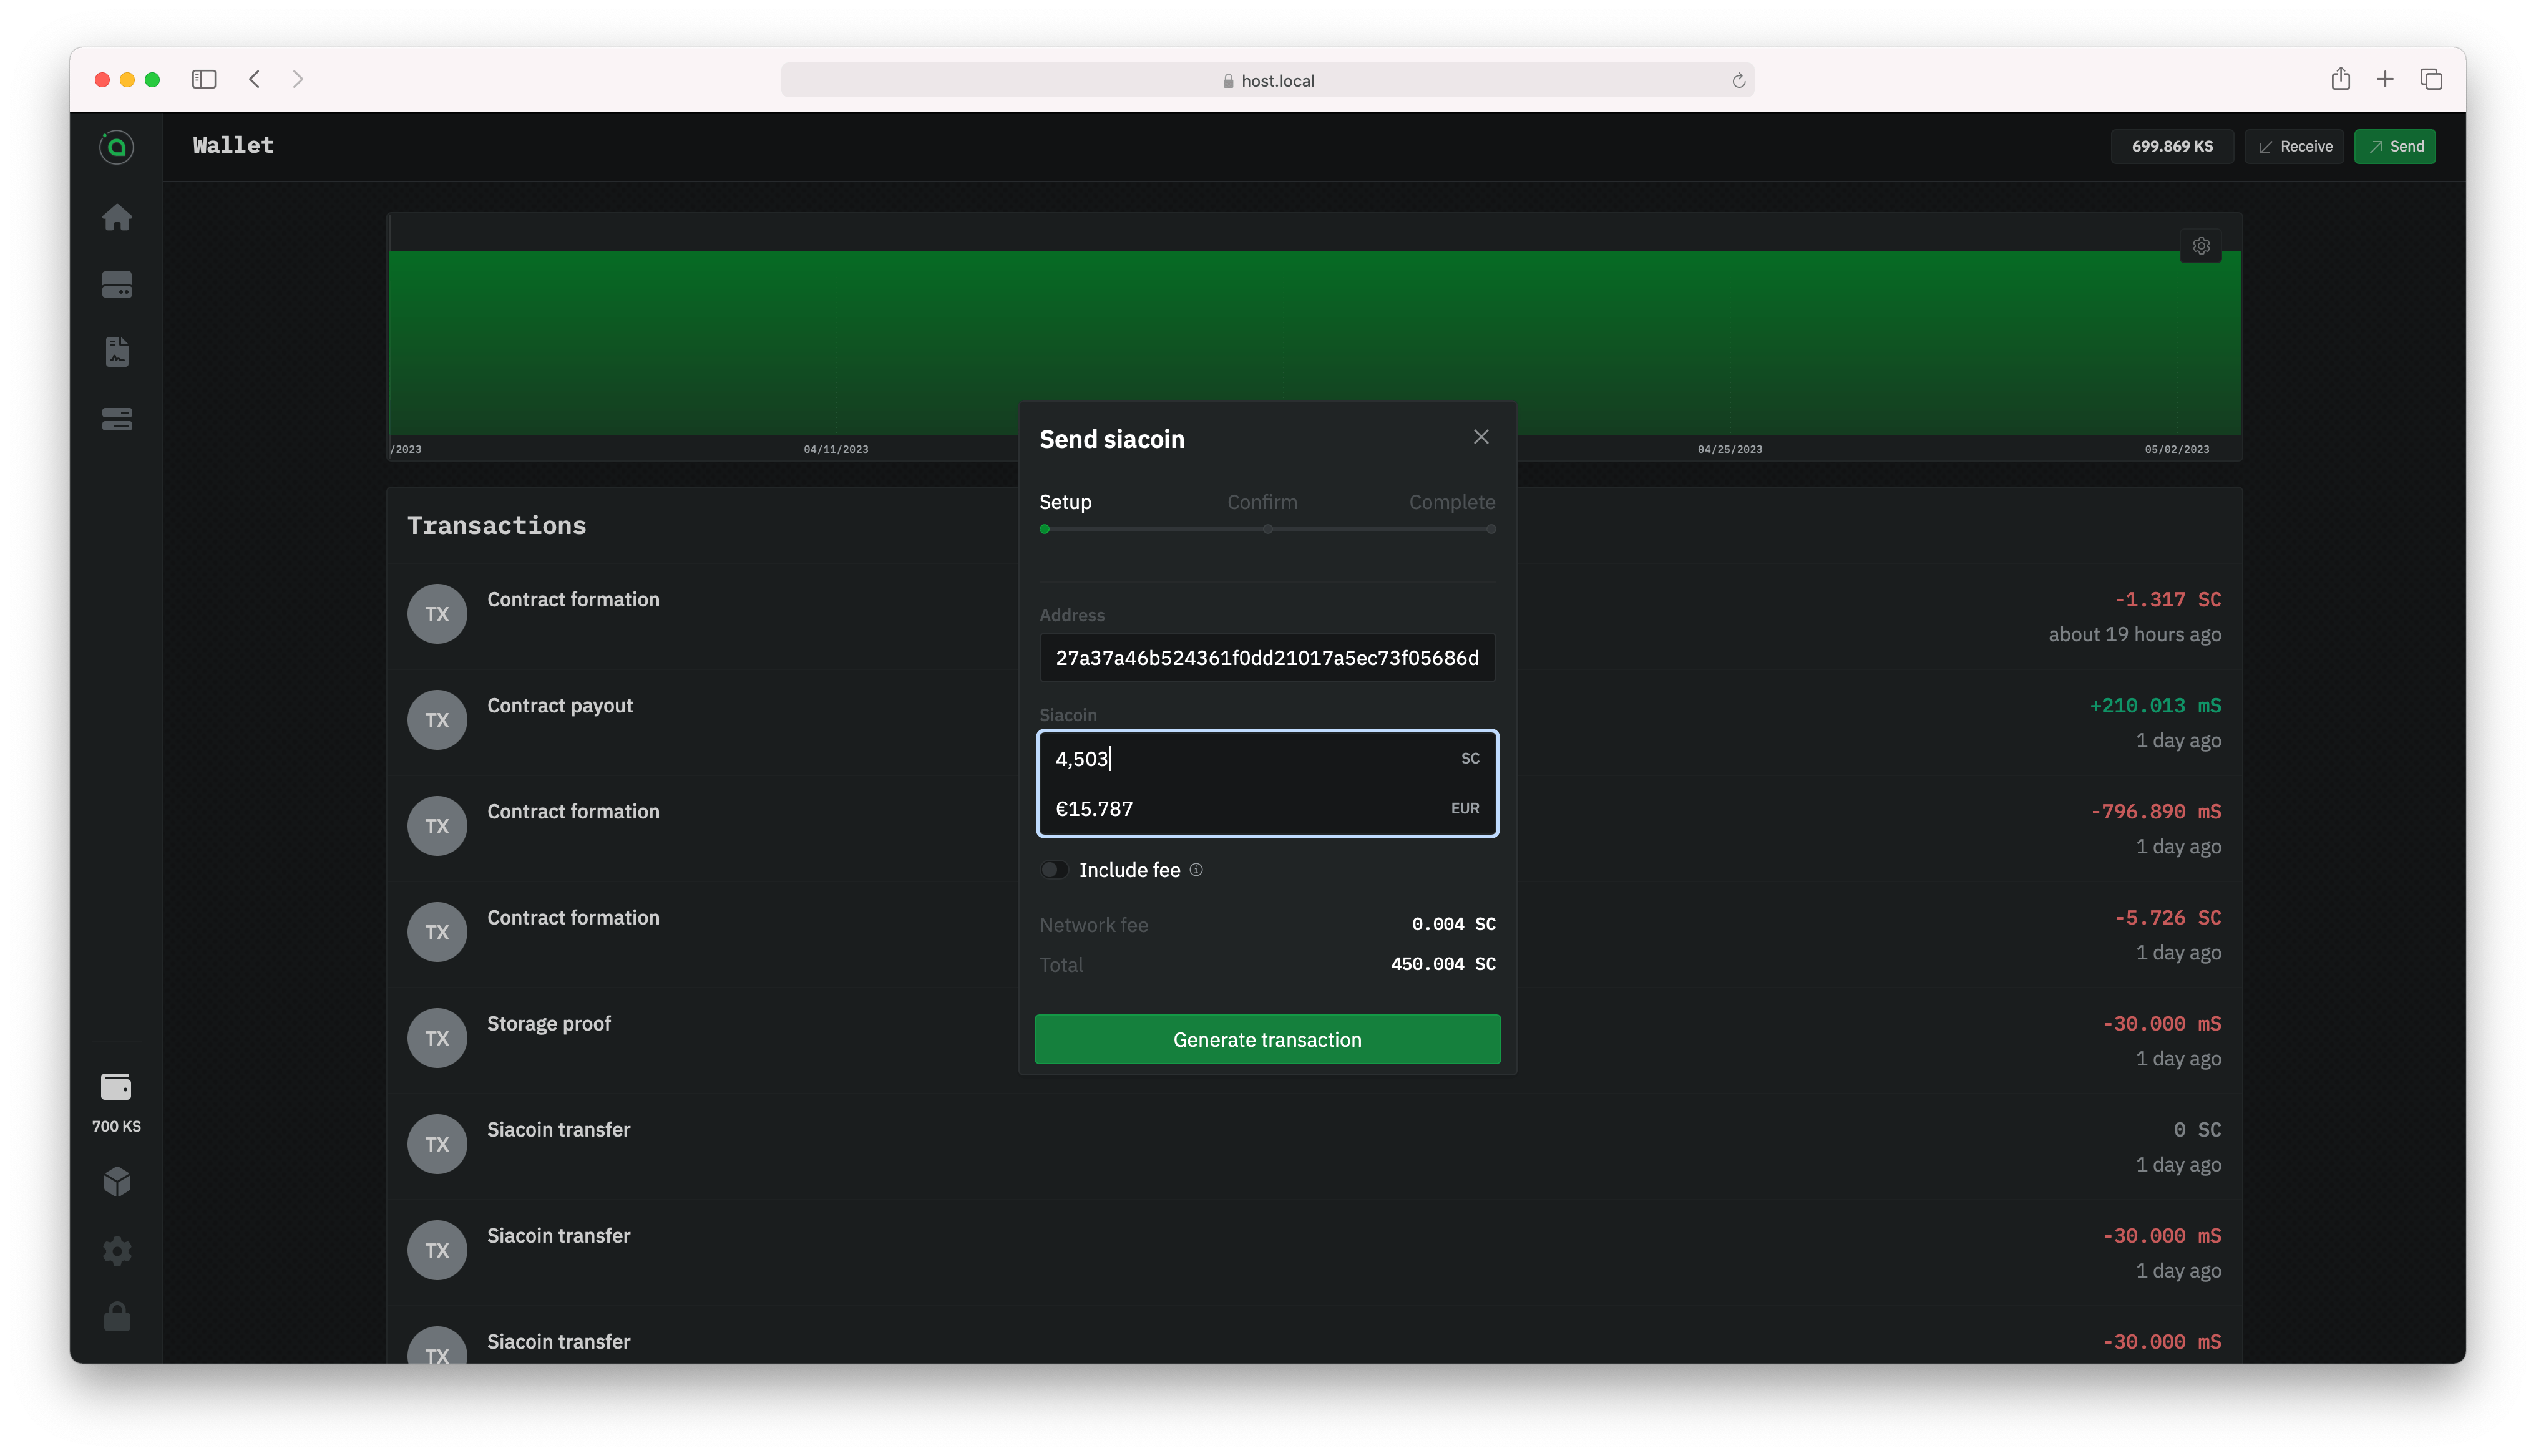 host.local
Wallet
699.869 KS
Receive
Send
/2023
04/11/2023
04/25/2023
05/02/2023
Transactions
TX
Contract formation
-1.317 SC
about 19 hours ago
TX
Contract payout
+210.013 mS
1 day ago
TX
Contract formation
-796.890 mS
1 day ago
TX
Contract formation
-5.726 SC
1 day ago
TX
Storage proof
-30.000 mS
1 day ago
TX
Siacoin transfer
0 SC
1 day ago
TX
Siacoin transfer
-30.000 mS
1 day ago
TX
Siacoin transfer
-30.000 mS
700 KS
Send siacoin
Setup
Confirm
Complete
Address
27a37a46b524361f0dd21017a5ec73f05686d
Siacoin
4,503 SC
€15.787 EUR
Include fee
Network fee 0.004 SC
Total 450.004 SC
Generate transaction